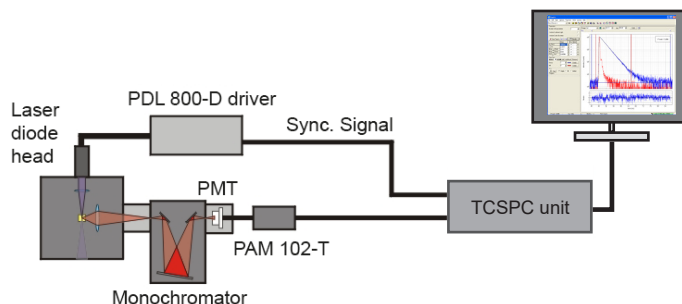 Laser
diode
head
PDL 800-D driver
Sync. Signal
PMT
TCSPC unit
PAM 102-T
Monochromator